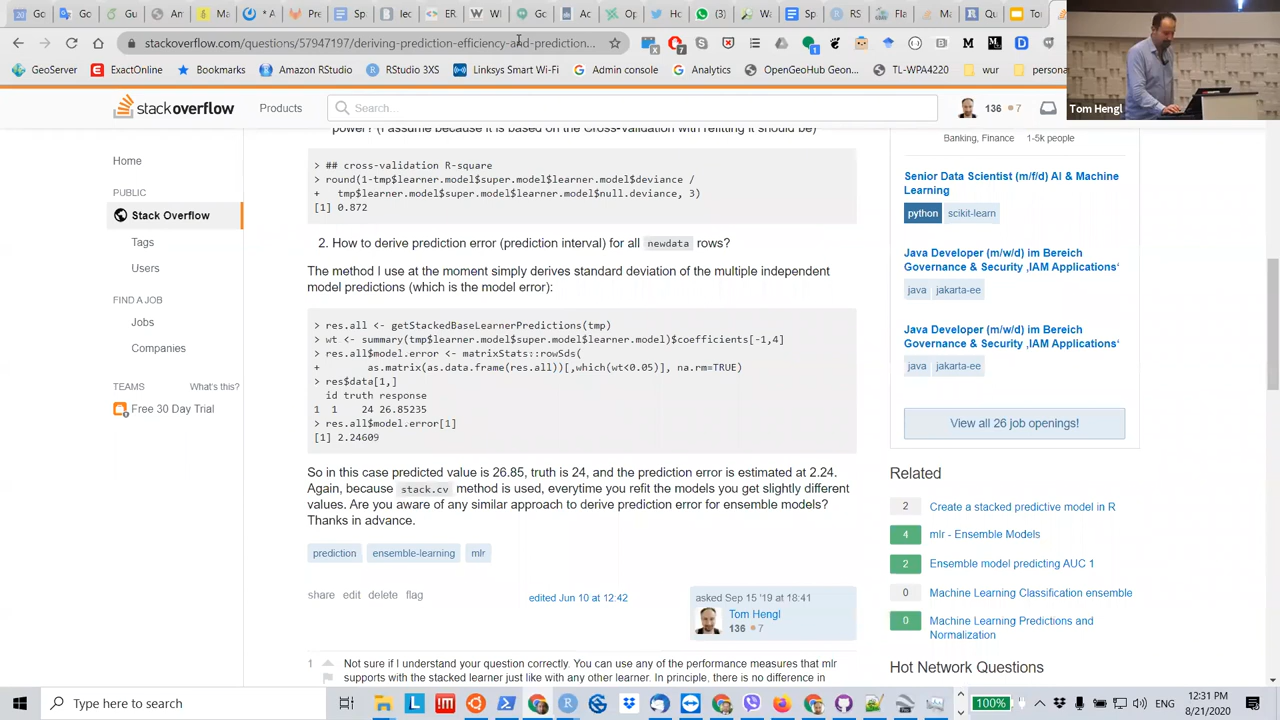 20
Ma
E
Wi
Ac
To
Hi
Sp
RS
Ma
R
To
stackoverflow.com/questions/57947197/deriving-prediction-efficiency-and-prediction...
GeoServer
ExactOnline
My Drive
Bookmarks
Amazon RStudio
RStudio 3XS
Linksys Smart Wi-Fi
Admin console
Analytics
OpenGeoHub Geon...
TL-WPA4220
wur
persona
Tom Hengl
stackoverflow
Products
Search...
136 7
power? (I assume because it is based on the Cross-Validation with refitting it should be)
Home
PUBLIC
Stack Overflow
Tags
Users
FIND A JOB
Jobs
Companies
TEAMS What's this?
Free 30 Day Trial
> ## cross-validation R-square
> round(1-tmp$learner.model$super.model$learner.model$deviance /
+ tmp$learner.model$super.model$learner.model$null.deviance, 3)
[1] 0.872
2. How to derive prediction error (prediction interval) for all newdata rows?
The method I use at the moment simply derives standard deviation of the multiple independent
model predictions (which is the model error):
> res.all <- getStackedBaseLearnerPredictions(tmp)
> wt <- summary(tmp$learner.model$super.model$learner.model)$coefficients[-1,4]
> res.all$model.error <- matrixStats::rowSds(
+ as.matrix(as.data.frame(res.all))[,which(wt<0.05)], na.rm=TRUE)
> res$data[1,]
id truth response
1 1 24 26.85235
> res.all$model.error[1]
[1] 2.24609
So in this case predicted value is 26.85, truth is 24, and the prediction error is estimated at 2.24.
Again, because stack.cv method is used, everytime you refit the models you get slightly different
values. Are you aware of any similar approach to derive prediction error for ensemble models?
Thanks in advance.
prediction ensemble-learning mlr
share edit delete flag
edited Jun 10 at 12:42
asked Sep 15 '19 at 18:41
Tom Hengl
136 7
1 Not sure if I understand your question correctly. You can use any of the performance measures that mlr
supports with the stacked learner just like with any other learner. In principle, there is no difference in
Banking, Finance 1-5k people
Senior Data Scientist (m/f/d) AI & Machine
Learning
python scikit-learn
Java Developer (m/w/d) im Bereich
Governance & Security ,IAM Applications‘
java jakarta-ee
Java Developer (m/w/d) im Bereich
Governance & Security ,IAM Applications‘
java jakarta-ee
View all 26 job openings!
Related
2 Create a stacked predictive model in R
4 mlr - Ensemble Models
2 Ensemble model predicting AUC 1
0 Machine Learning Classification ensemble
0 Machine Learning Predictions and
Normalization
Hot Network Questions
Type here to search
100%
ENG
12:31 PM
8/21/2020